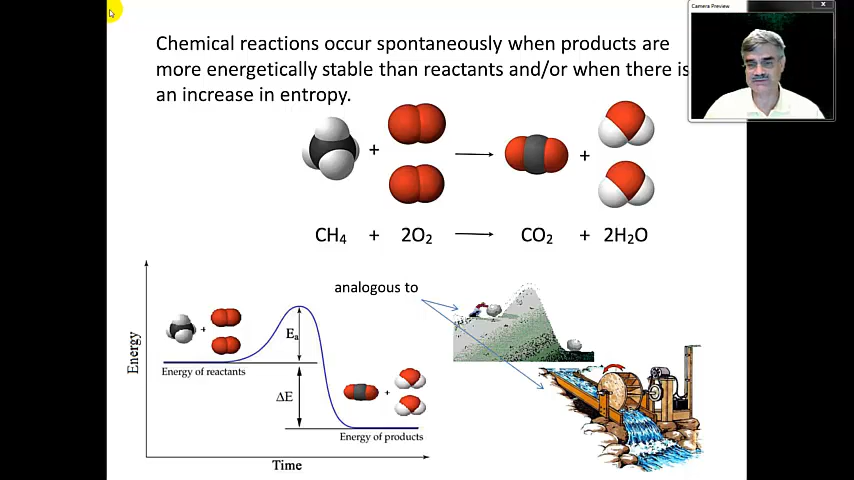 Camera Preview
Chemical reactions occur spontaneously when products are
more energetically stable than reactants and/or when there is
an increase in entropy.
+ +
CH4 + 2O2 CO2 + 2H2O
analogous to
Energy
+
Ea
Energy of reactants
ΔE
+
Energy of products
Time